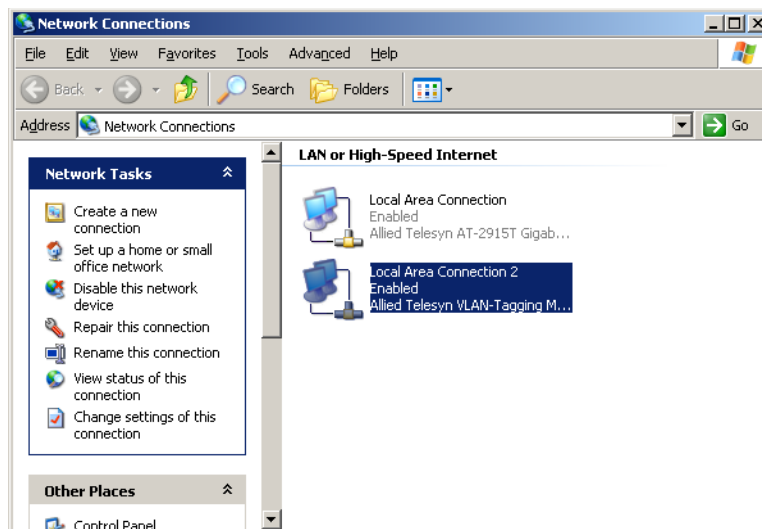 Network Connections
File Edit View Favorites Tools Advanced Help
Back Search Folders
Address Network Connections Go
Network Tasks
Create a new
connection
Set up a home or small
office network
Disable this network
device
Repair this connection
Rename this connection
View status of this
connection
Change settings of this
connection
Other Places
Control Panel
LAN or High-Speed Internet
Local Area Connection
Enabled
Allied Telesyn AT-2915T Gigab...
Local Area Connection 2
Enabled
Allied Telesyn VLAN-Tagging M...